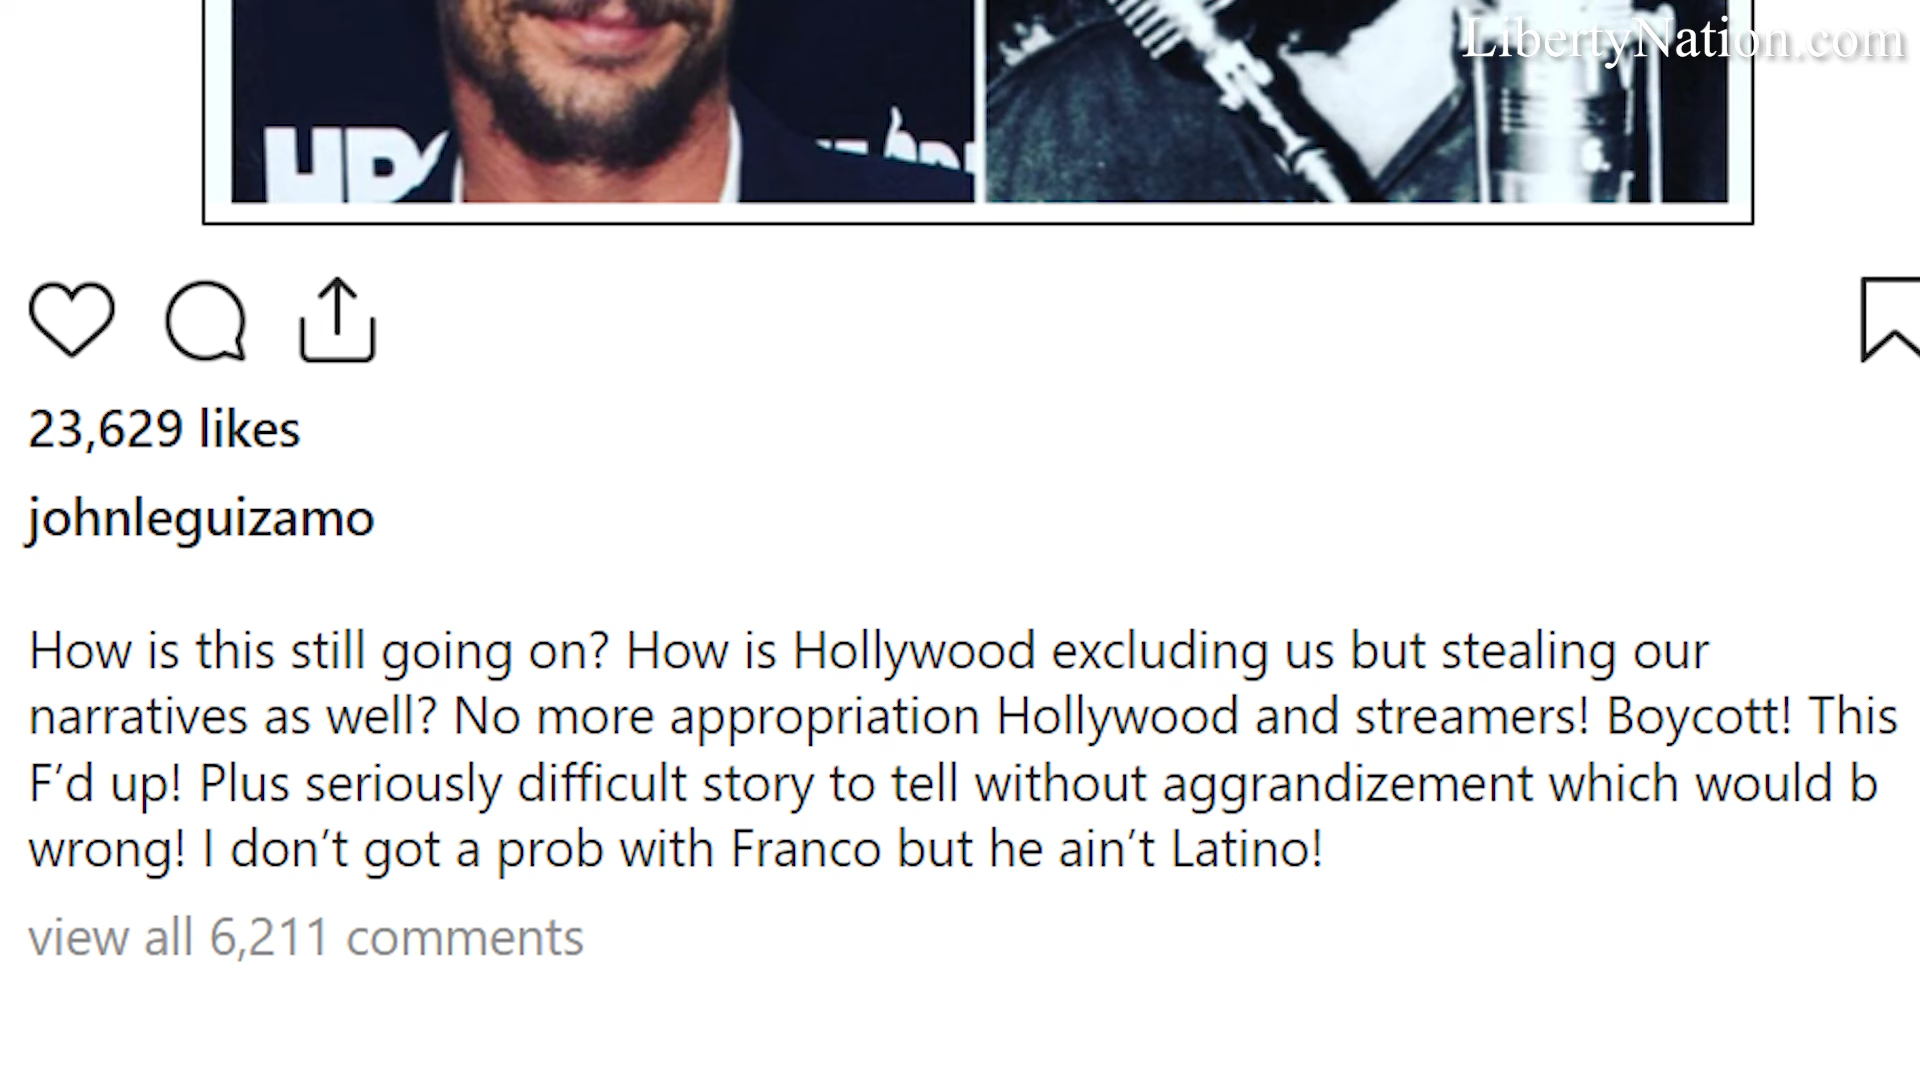 LibertyNation.com
HBO
23,629 likes
johnleguizamo
How is this still going on? How is Hollywood excluding us but stealing our
narratives as well? No more appropriation Hollywood and streamers! Boycott! This
F’d up! Plus seriously difficult story to tell without aggrandizement which would b
wrong! I don’t got a prob with Franco but he ain’t Latino!
view all 6,211 comments